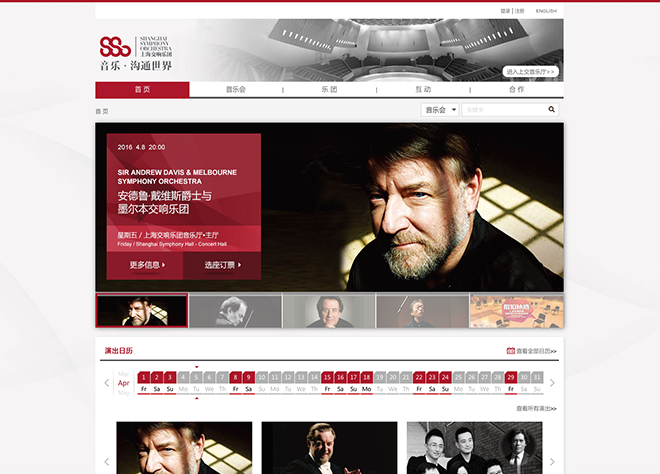 登录 | 注册 ENGLISH
SSO
SHANGHAI
SYMPHONY
ORCHESTRA
上海交响乐团
音乐 · 沟通世界
进入上交音乐厅>>
首 页 音乐会 | 乐 团 | 互 动 | 合 作
首 页 音乐会 关键字
2016 4.8 20:00
SIR ANDREW DAVIS & MELBOURNE
SYMPHONY ORCHESTRA
安德鲁·戴维斯爵士与
墨尔本交响乐团
星期五 / 上海交响乐团音乐厅•主厅
Friday / Shanghai Symphony Hall - Concert Hall
更多信息 选座订票
演出日历 查看全部日历>>
Mar
Apr
May
1 2 3 4 5 6 7 8 9 10 11 12 13 14 15 16 17 18 19 20 21 22 23 24 25 26 27 28 29 30 31
Fr Sa Su Mo Tu We Th Fr Sa Su Mo Tu We Th Fr Sa Su Mo Tu We Th Fr Sa Su Mo Tu We Th Fr Sa Su
查看所有演出>>